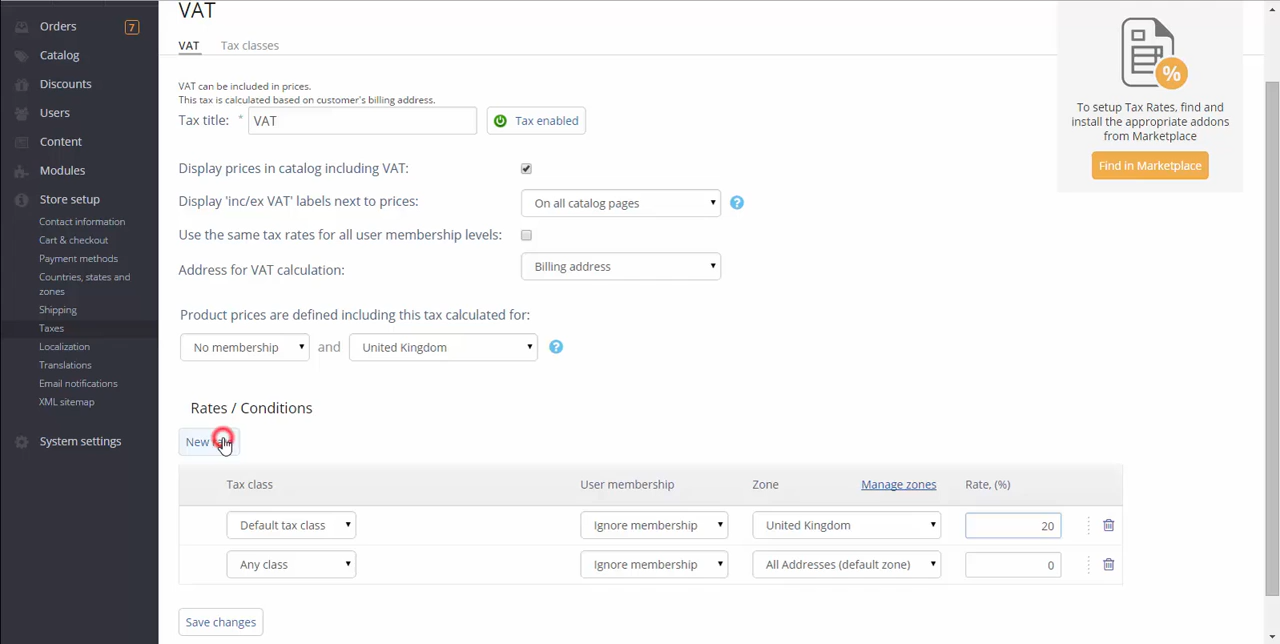 Orders
7
Catalog
Discounts
Users
Content
Modules
Store setup
Contact information
Cart & checkout
Payment methods
Countries, states and
zones
Shipping
Taxes
Localization
Translations
Email notifications
XML sitemap
System settings
VAT
VAT Tax classes
VAT can be included in prices.
This tax is calculated based on customer's billing address.
Tax title: * VAT Tax enabled
Display prices in catalog including VAT:
Display 'inc/ex VAT' labels next to prices: On all catalog pages ?
Use the same tax rates for all user membership levels:
Address for VAT calculation: Billing address
Product prices are defined including this tax calculated for:
No membership and United Kingdom ?
Rates / Conditions
New
Tax class User membership Zone Manage zones Rate, (%)
Default tax class Ignore membership United Kingdom 20
Any class Ignore membership All Addresses (default zone) 0
Save changes
%
To setup Tax Rates, find and
install the appropriate addons
from Marketplace
Find in Marketplace